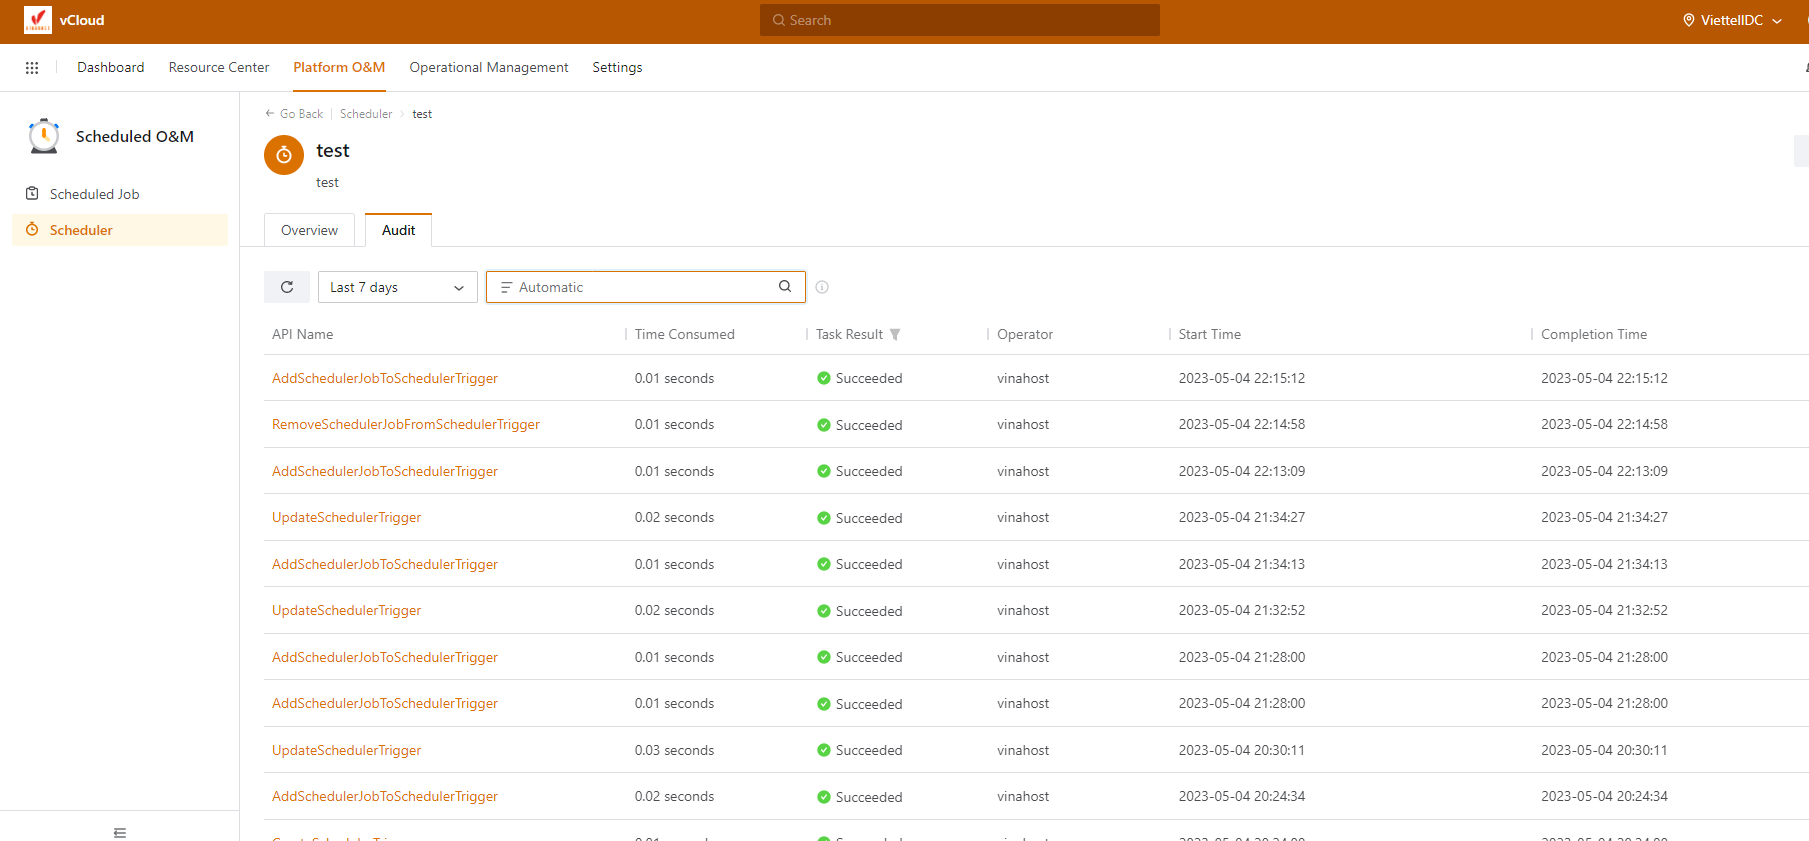 vCloud
Search
ViettelIDC
Dashboard Resource Center Platform O&M Operational Management Settings
Scheduled O&M
Scheduled Job
Scheduler
Go Back Scheduler test
test
test
Overview Audit
Last 7 days Automatic
API Name Time Consumed Task Result Operator Start Time Completion Time
AddSchedulerJobToSchedulerTrigger 0.01 seconds Succeeded vinahost 2023-05-04 22:15:12 2023-05-04 22:15:12
RemoveSchedulerJobFromSchedulerTrigger 0.01 seconds Succeeded vinahost 2023-05-04 22:14:58 2023-05-04 22:14:58
AddSchedulerJobToSchedulerTrigger 0.01 seconds Succeeded vinahost 2023-05-04 22:13:09 2023-05-04 22:13:09
UpdateSchedulerTrigger 0.02 seconds Succeeded vinahost 2023-05-04 21:34:27 2023-05-04 21:34:27
AddSchedulerJobToSchedulerTrigger 0.01 seconds Succeeded vinahost 2023-05-04 21:34:13 2023-05-04 21:34:13
UpdateSchedulerTrigger 0.02 seconds Succeeded vinahost 2023-05-04 21:32:52 2023-05-04 21:32:52
AddSchedulerJobToSchedulerTrigger 0.01 seconds Succeeded vinahost 2023-05-04 21:28:00 2023-05-04 21:28:00
AddSchedulerJobToSchedulerTrigger 0.01 seconds Succeeded vinahost 2023-05-04 21:28:00 2023-05-04 21:28:00
UpdateSchedulerTrigger 0.03 seconds Succeeded vinahost 2023-05-04 20:30:11 2023-05-04 20:30:11
AddSchedulerJobToSchedulerTrigger 0.02 seconds Succeeded vinahost 2023-05-04 20:24:34 2023-05-04 20:24:34